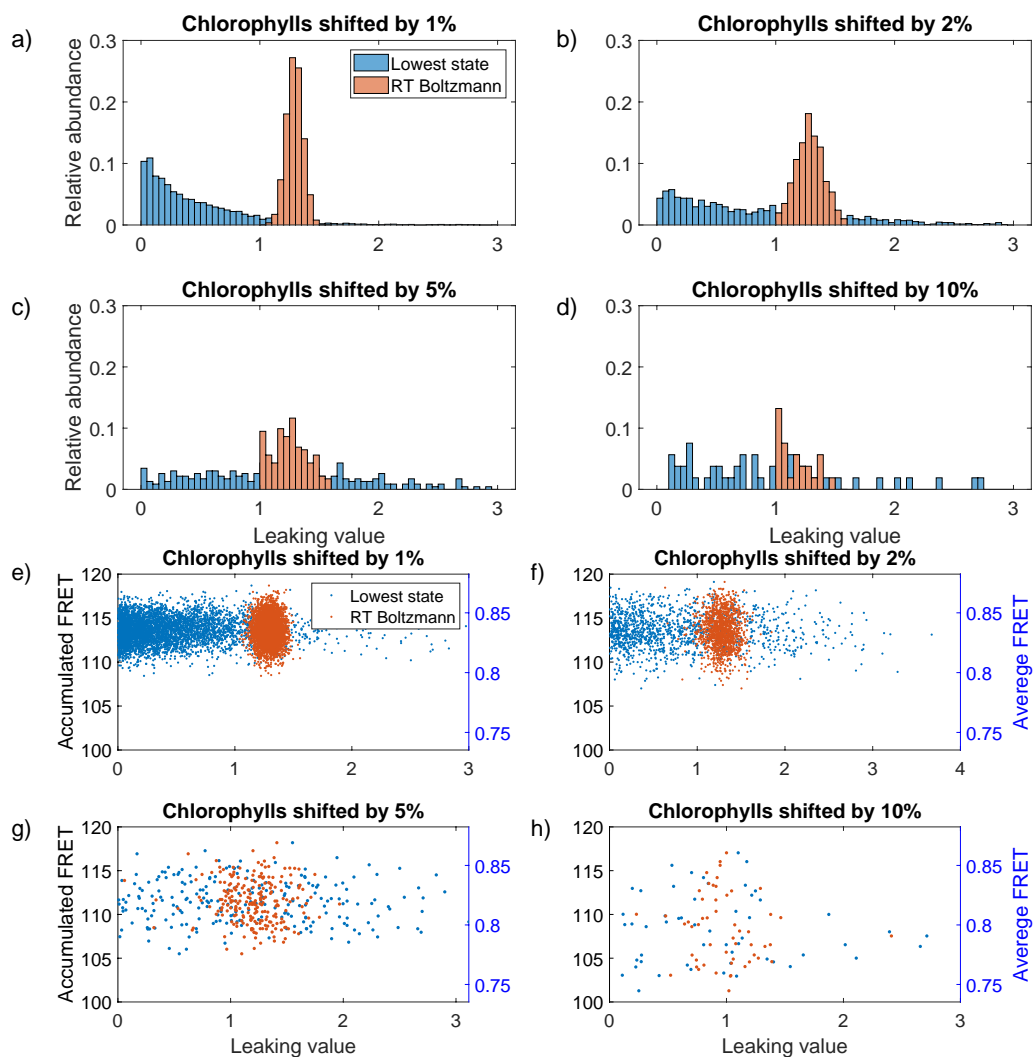 a)
Chlorophylls shifted by 1%
Relative abundance
0.3
0.2
0.1
0
0
1
2
3
Lowest state
RT Boltzmann
b)
Chlorophylls shifted by 2%
0.3
0.2
0.1
0
0
1
2
3
c)
Chlorophylls shifted by 5%
Relative abundance
0.3
0.2
0.1
0
0
1
2
3
Leaking value
d)
Chlorophylls shifted by 10%
0.3
0.2
0.1
0
0
1
2
3
Leaking value
e)
Chlorophylls shifted by 1%
Accumulated FRET
120
115
110
105
100
0
1
2
3
Lowest state
RT Boltzmann
0.85
0.8
0.75
f)
Chlorophylls shifted by 2%
120
115
110
105
100
0
1
2
3
4
0.85
0.8
0.75
Averege FRET
g)
Chlorophylls shifted by 5%
Accumulated FRET
120
115
110
105
100
0
1
2
3
Leaking value
0.85
0.8
0.75
h)
Chlorophylls shifted by 10%
120
115
110
105
100
0
1
2
3
Leaking value
0.85
0.8
0.75
Averege FRET